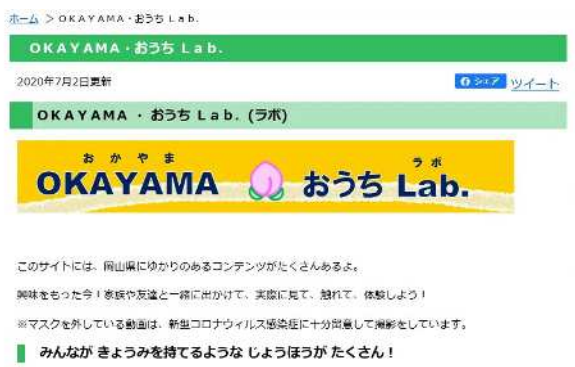 ホーム ＞ OKAYAMA・おうち Lab.
OKAYAMA・おうち Lab.
2020年7月2日更新
シェア ツイート
OKAYAMA ・ おうち Lab. (ラボ)
おかやま ラボ
OKAYAMA おうち Lab.
このサイトには、岡山県にゆかりのあるコンテンツがたくさんあるよ。
興味をもった今！家族や友達と一緒に出かけて、実際に見て、触れて、体験しよう！
※マスクを外している動画は、新型コロナウィルス感染症に十分留意して撮影をしています。
みんなが きょうみを持てるような じょうほうが たくさん！